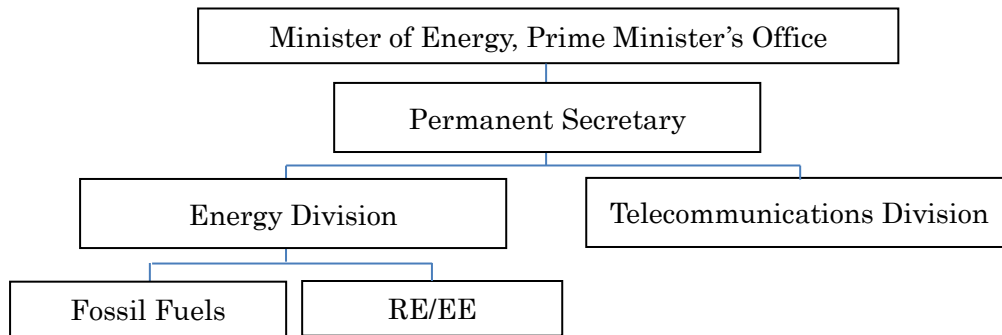 Minister of Energy, Prime Minister’s Office
Permanent Secretary
Energy Division
Telecommunications Division
Fossil Fuels
RE/EE